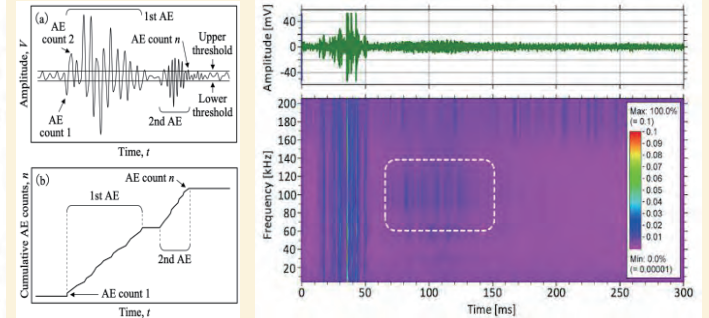 (a)
1st AE
AE
count 2
AE count n
Upper
threshold
Lower
threshold
AE
count 1
2nd AE
Amplitude, V
Time, t
(b)
AE count n
1st AE
2nd AE
AE count 1
Cumulative AE counts, n
Time, t
Amplitude [mV]
40
0
-40
Frequency [kHz]
200
180
160
140
120
100
80
60
40
20
Max: 100.0%
(= 0.1)
0.1
0.09
0.08
0.07
0.06
0.05
0.04
0.03
0.02
0.01
Min: 0.0%
(= 0.00001)
0 50 100 150 200 250 300
Time [ms]